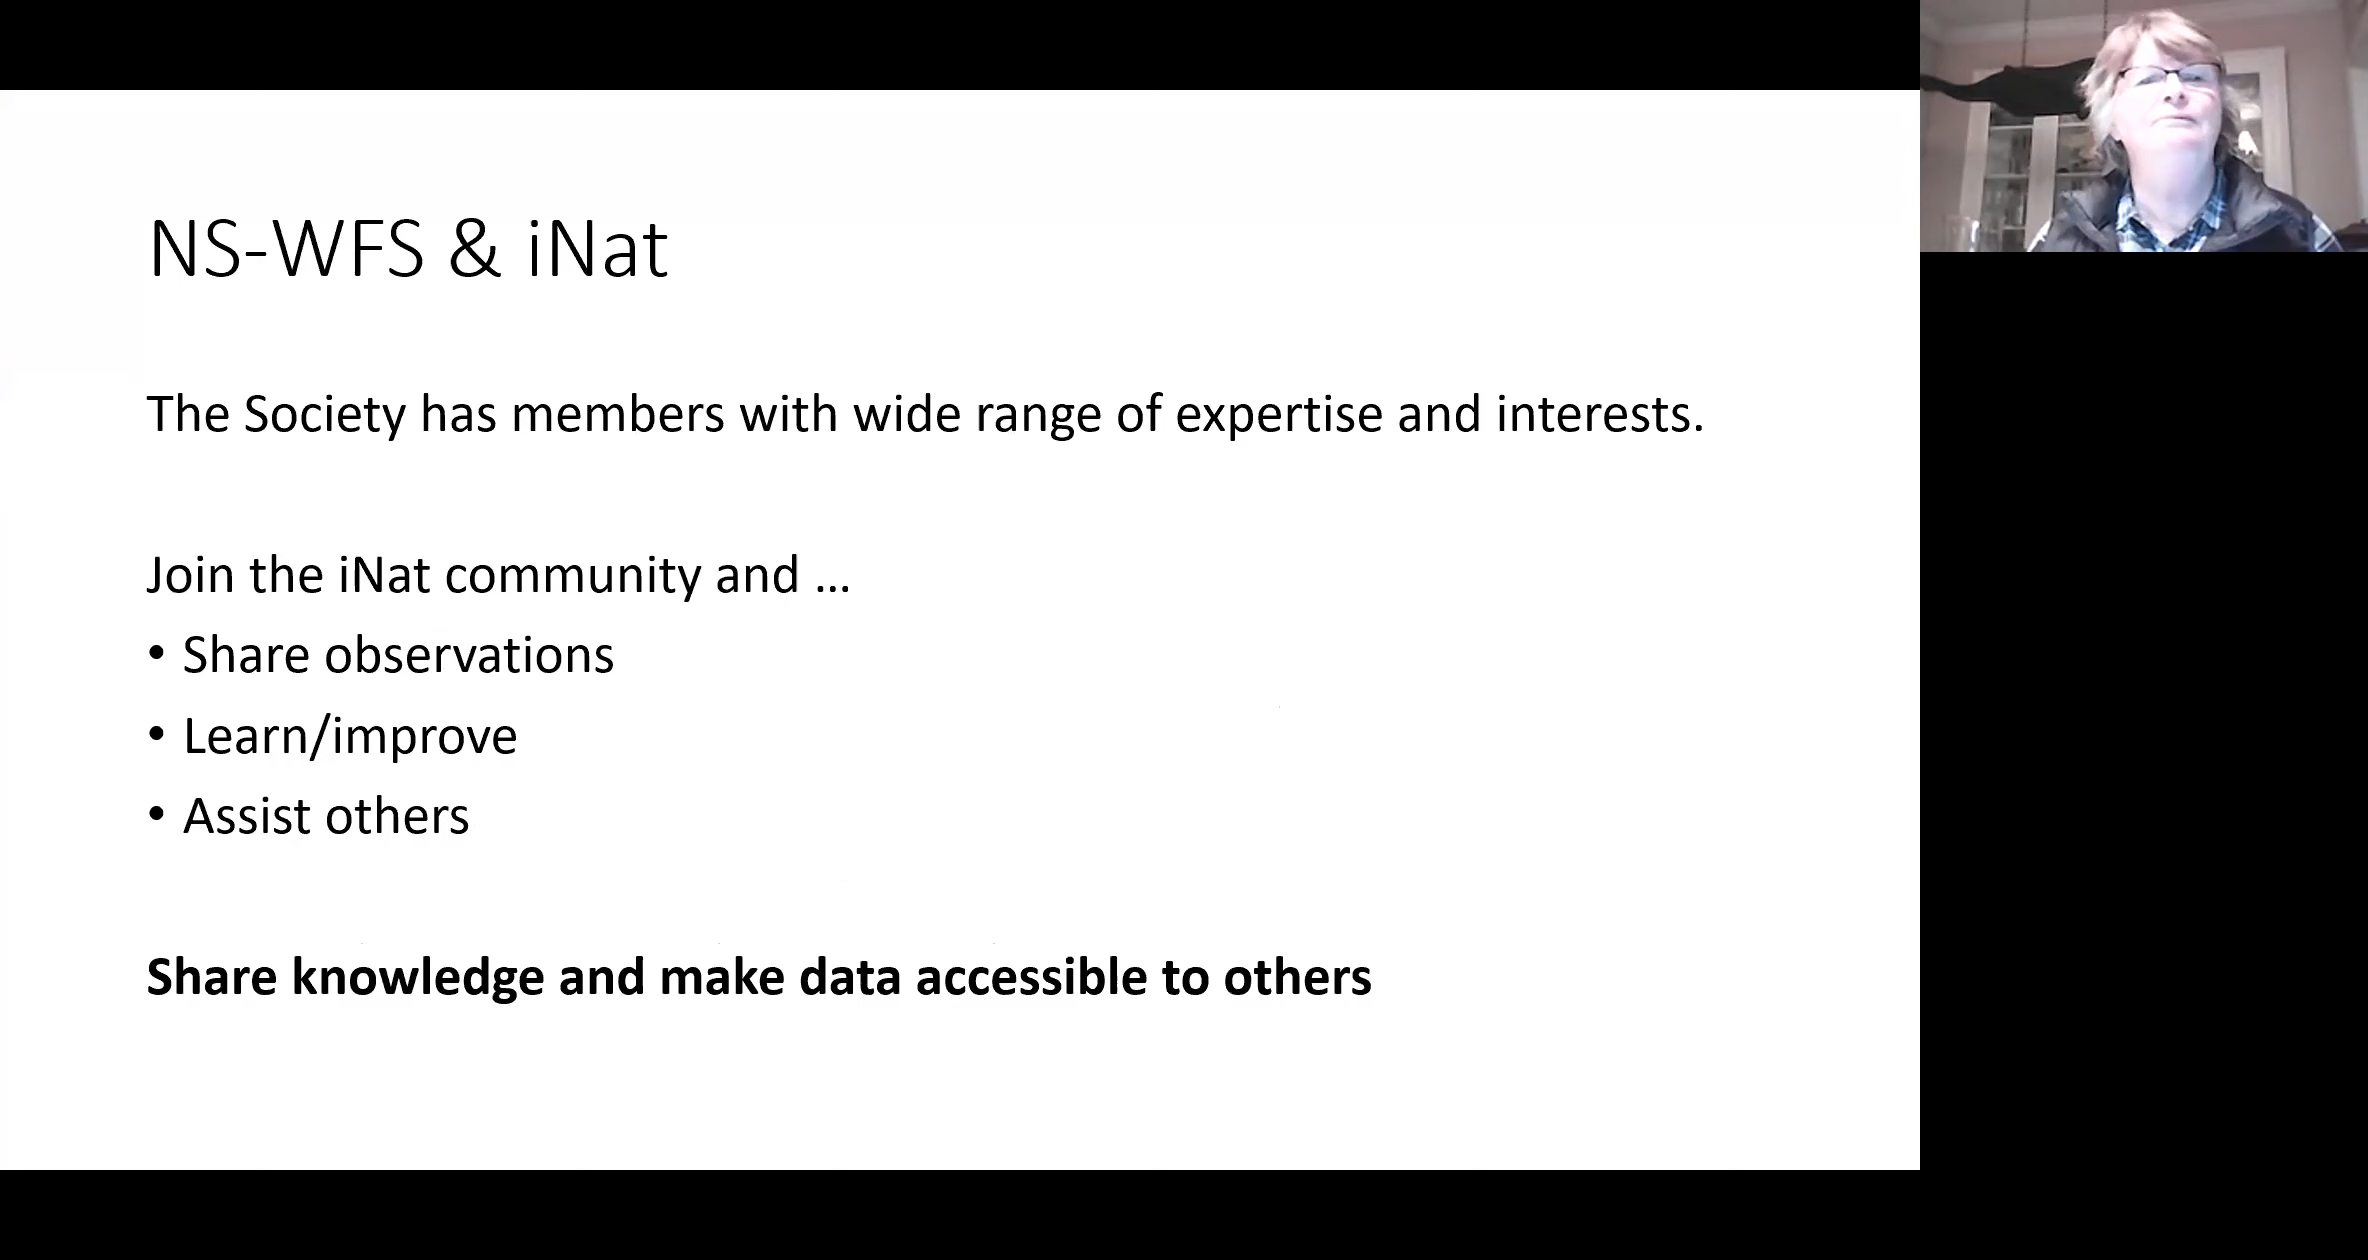 NS-WFS & iNat
The Society has members with wide range of expertise and interests.
Join the iNat community and ...
• Share observations
• Learn/improve
• Assist others
Share knowledge and make data accessible to others